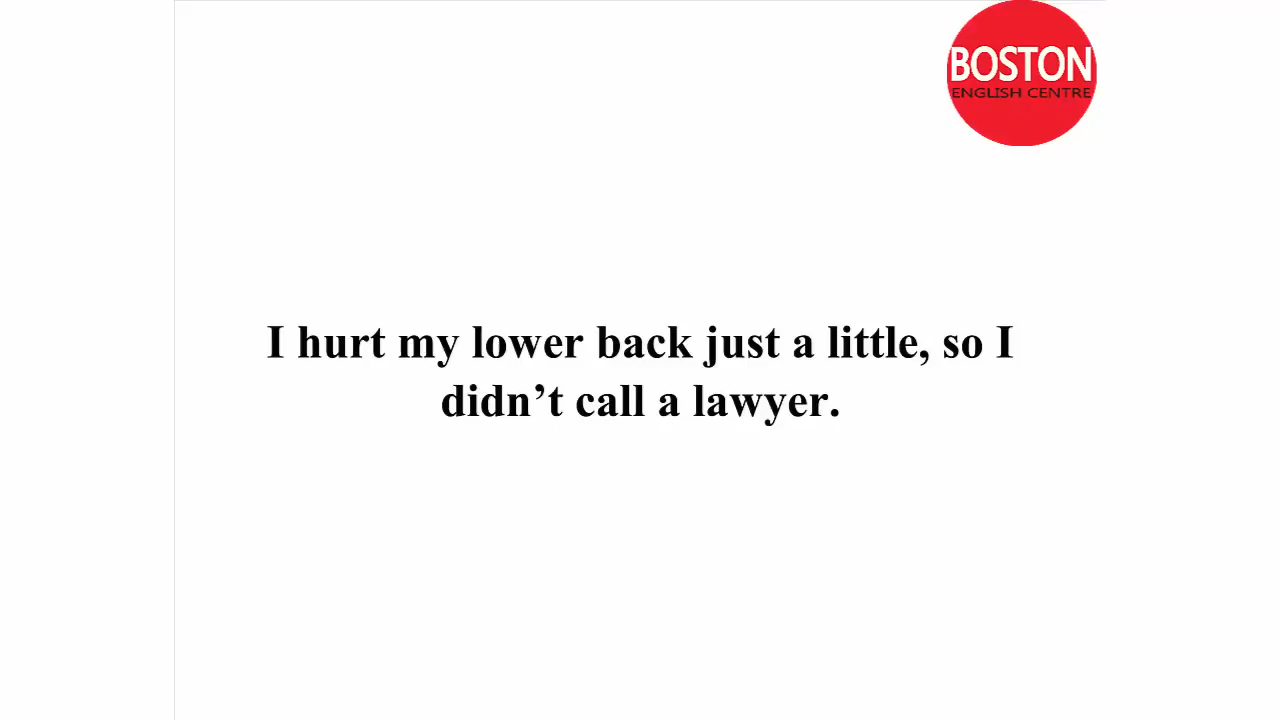 BOSTON
ENGLISH CENTRE
I hurt my lower back just a little, so I
didn’t call a lawyer.